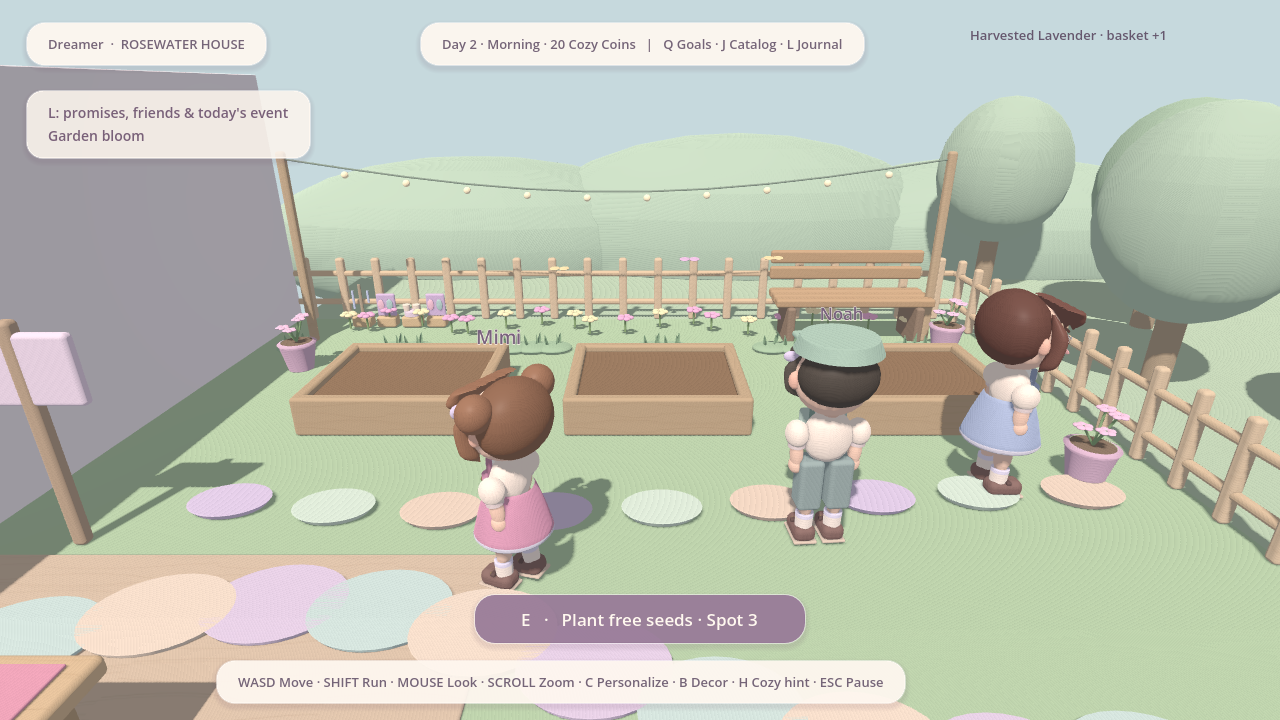 Dreamer · ROSEWATER HOUSE
Day 2 · Morning · 20 Cozy Coins | Q Goals · J Catalog · L Journal
Harvested Lavender · basket +1
L: promises, friends & today's event
Garden bloom
Noah
Mimi
E · Plant free seeds · Spot 3
WASD Move · SHIFT Run · MOUSE Look · SCROLL Zoom · C Personalize · B Decor · H Cozy hint · ESC Pause